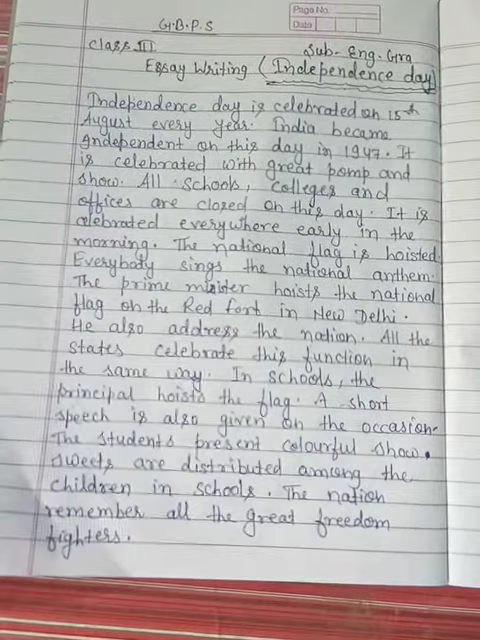 G.B.P.S
Page No.
Date
Class III
Sub- Eng. Gra
Essay Writing (Independence day)
Independence day is celebrated on 15th
August every year. India became
Independent on this day in 1947. It
is celebrated with great pomp and
show. All schools, colleges and
offices are closed on this day. It is
celebrated everywhere early in the
morning. The national flag is hoisted.
Everybody sings the national anthem.
The prime minister hoists the national
flag on the Red fort in New Delhi.
He also address the nation. All the
states celebrate this function in
the same way. In schools, the
principal hoists the flag. A short
speech is also given on the occasion.
The students present colourful show.
sweets are distributed among the
children in schools. The nation
remember all the great freedom
fighters.